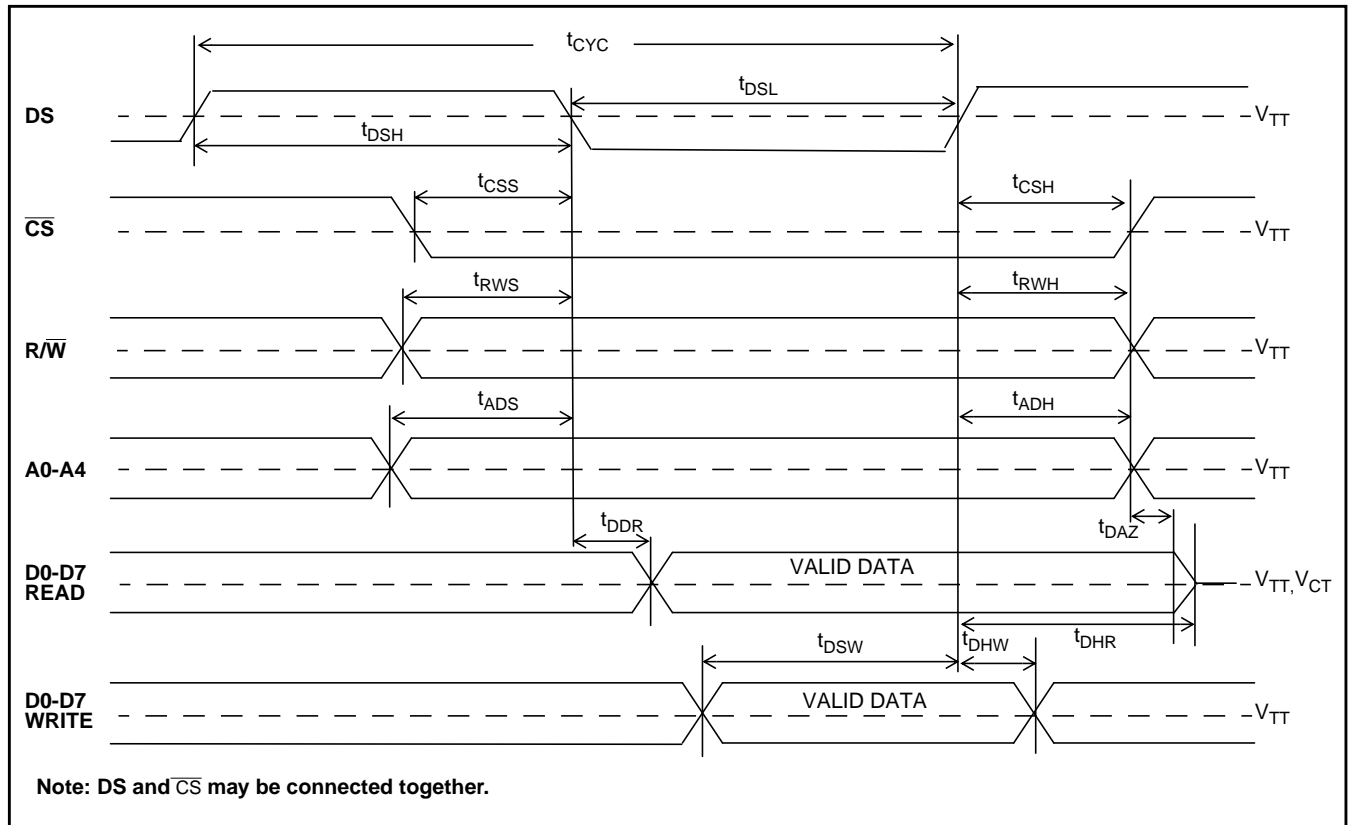 tCYC
DS
tDSL
VTT
tDSH
tCSS
tCSH
C̅S̅
VTT
tRWS
tRWH
R/W̅
VTT
tADS
tADH
A0-A4
VTT
tDDR
tDAZ
D0-D7
READ
VALID DATA
VTT,VCT
tDSW
tDHW
tDHR
D0-D7
WRITE
VALID DATA
VTT
Note: DS and C̅S̅ may be connected together.